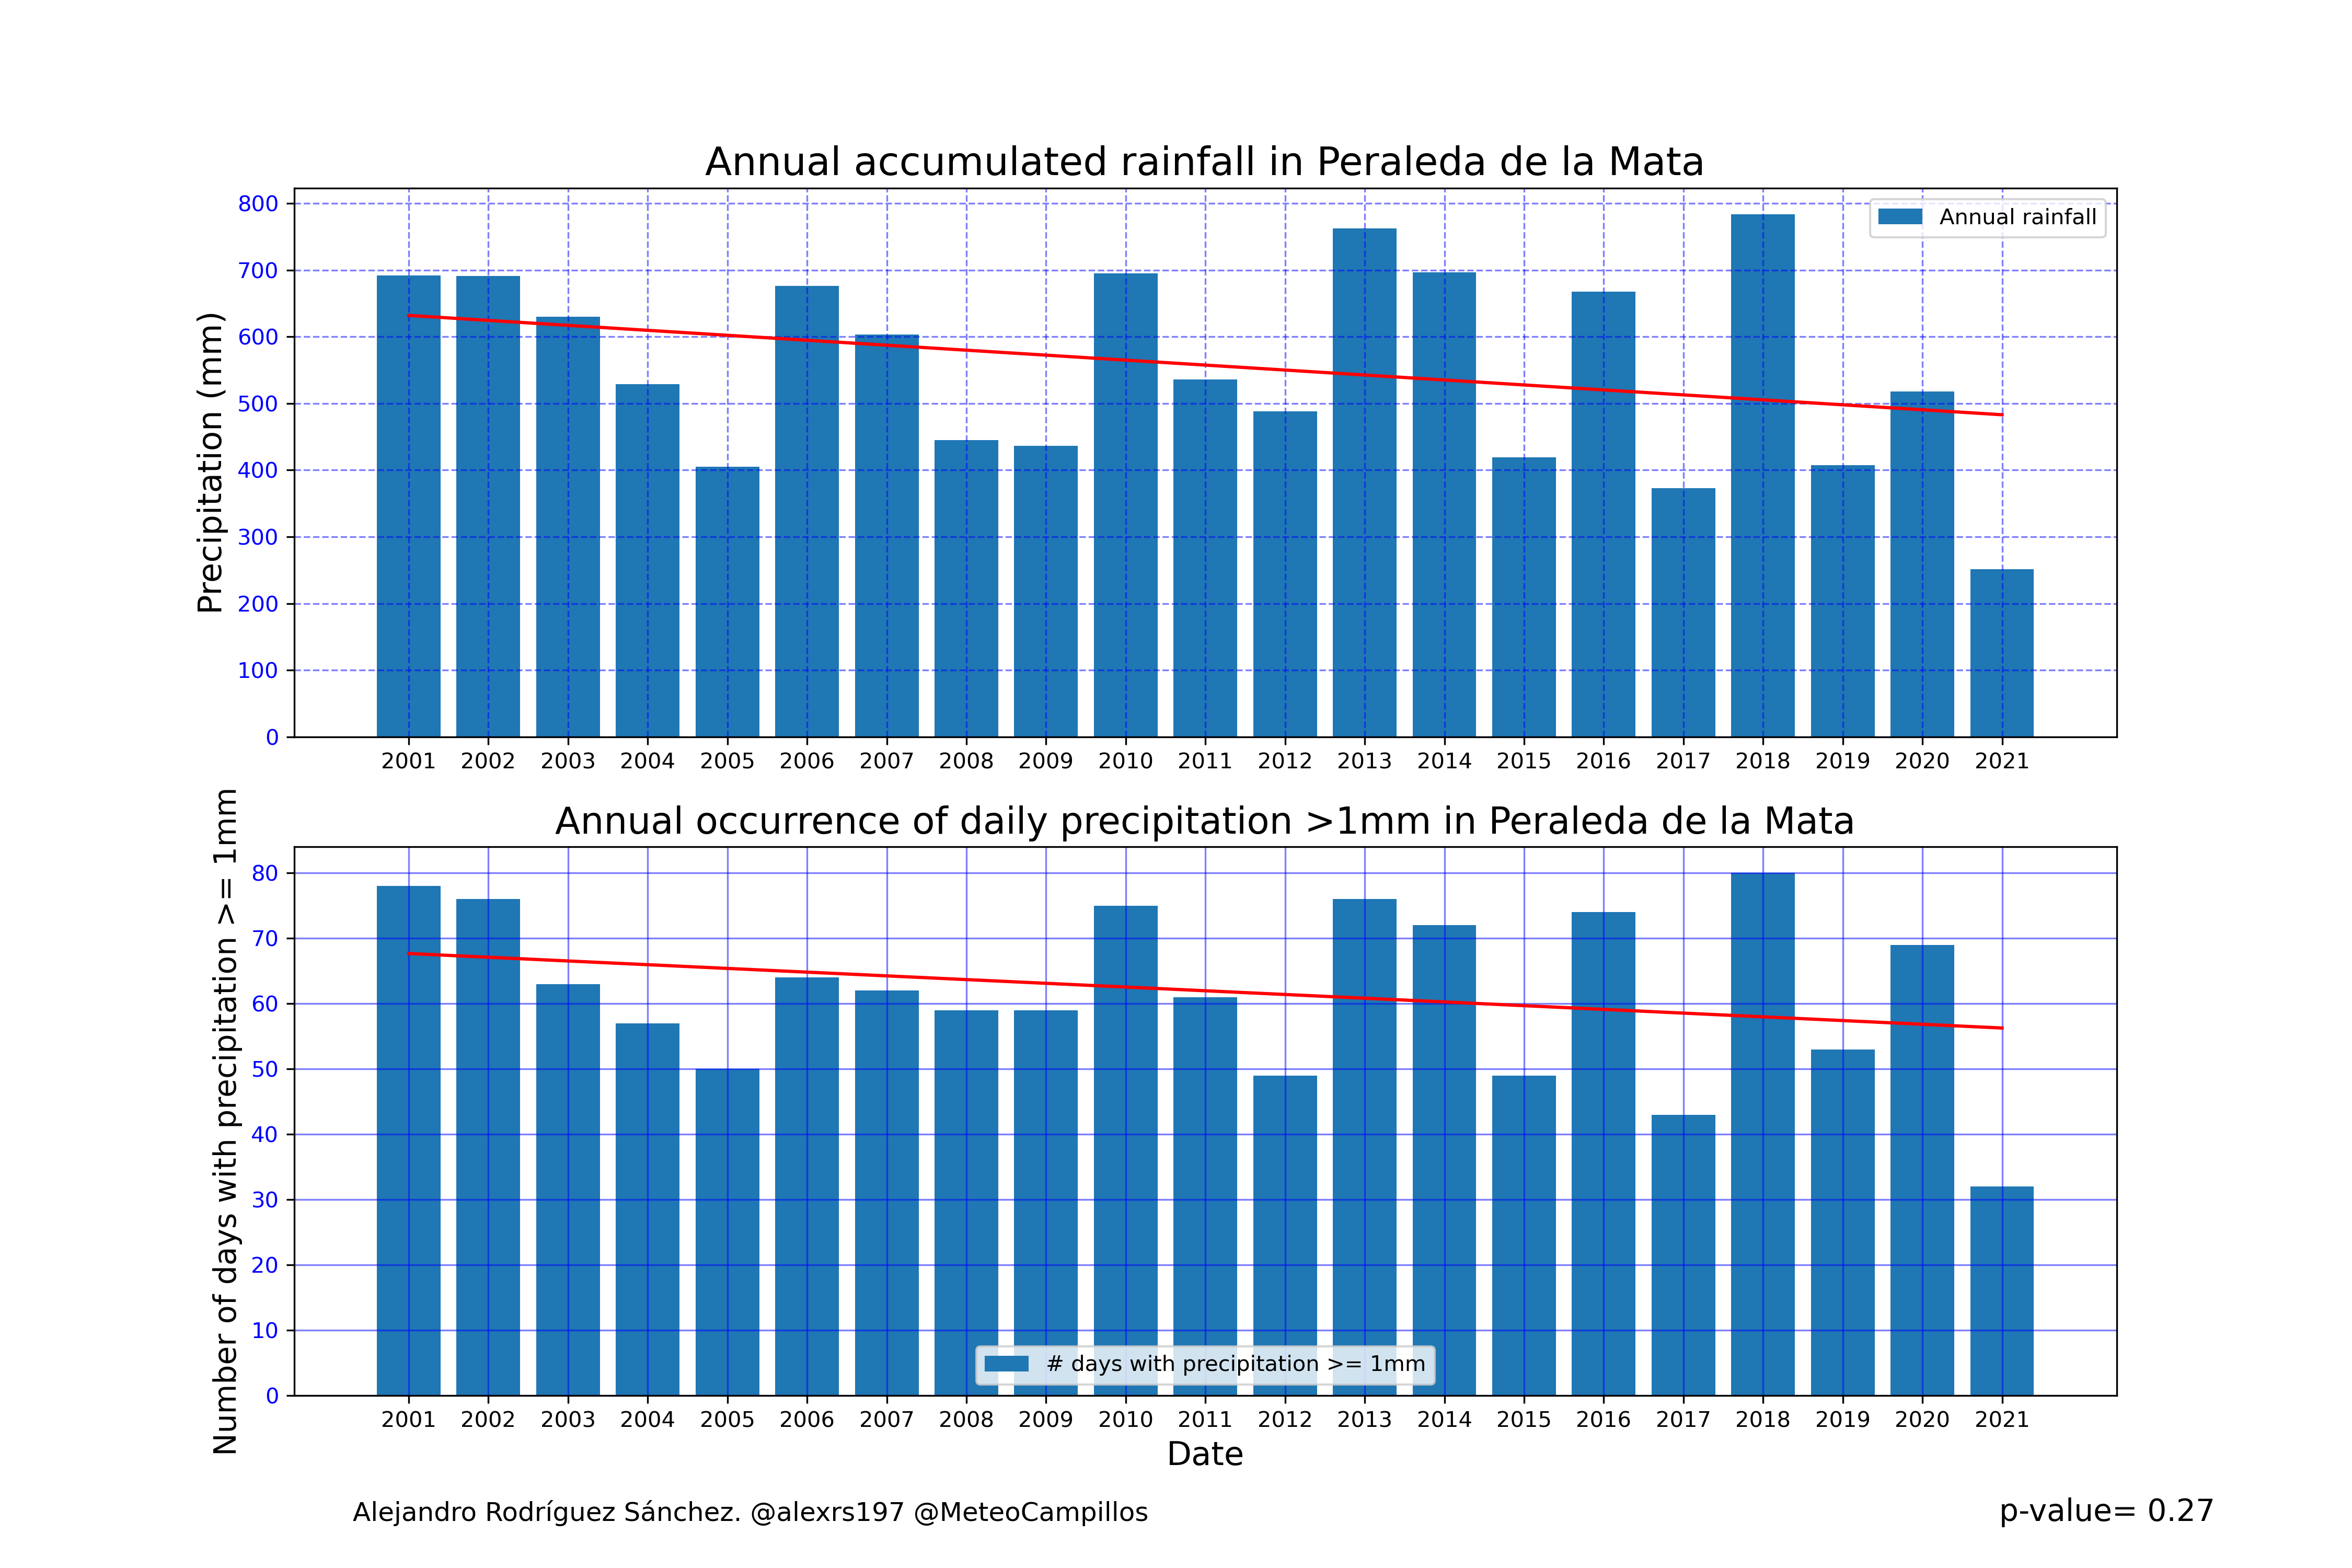 Annual accumulated rainfall in Peraleda de la Mata
Precipitation (mm)
800
700
600
500
400
300
200
100
0
Annual rainfall
2001 2002 2003 2004 2005 2006 2007 2008 2009 2010 2011 2012 2013 2014 2015 2016 2017 2018 2019 2020 2021
Annual occurrence of daily precipitation >1mm in Peraleda de la Mata
Number of days with precipitation >= 1mm
80
70
60
50
40
30
20
10
0
# days with precipitation >= 1mm
2001 2002 2003 2004 2005 2006 2007 2008 2009 2010 2011 2012 2013 2014 2015 2016 2017 2018 2019 2020 2021
Date
Alejandro Rodríguez Sánchez. @alexrs197 @MeteoCampillos
p-value= 0.27